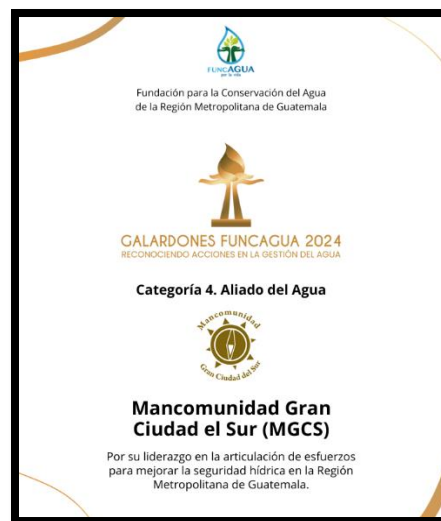 FUNCAGUA
por la vida
Fundación para la Conservación del Agua
de la Región Metropolitana de Guatemala
GALARDONES FUNCAGUA 2024
RECONOCIENDO ACCIONES EN LA GESTIÓN DEL AGUA
Categoría 4. Aliado del Agua
Mancomunidad
Gran Ciudad del Sur
Mancomunidad Gran
Ciudad el Sur (MGCS)
Por su liderazgo en la articulación de esfuerzos
para mejorar la seguridad hídrica en la Región
Metropolitana de Guatemala.